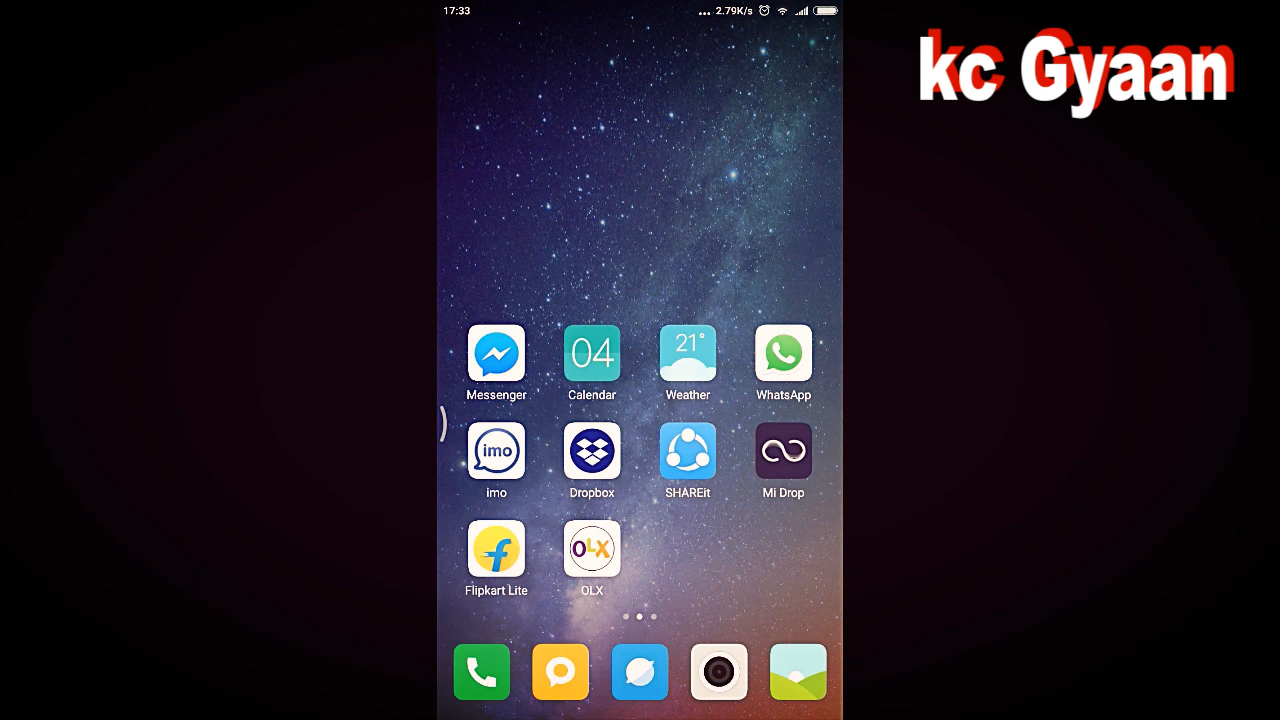 17:33 ... 2.79K/s
kc Gyaan
04 21°
Messenger Calendar Weather WhatsApp
imo
imo Dropbox SHAREit Mi Drop
f OLX
Flipkart Lite OLX